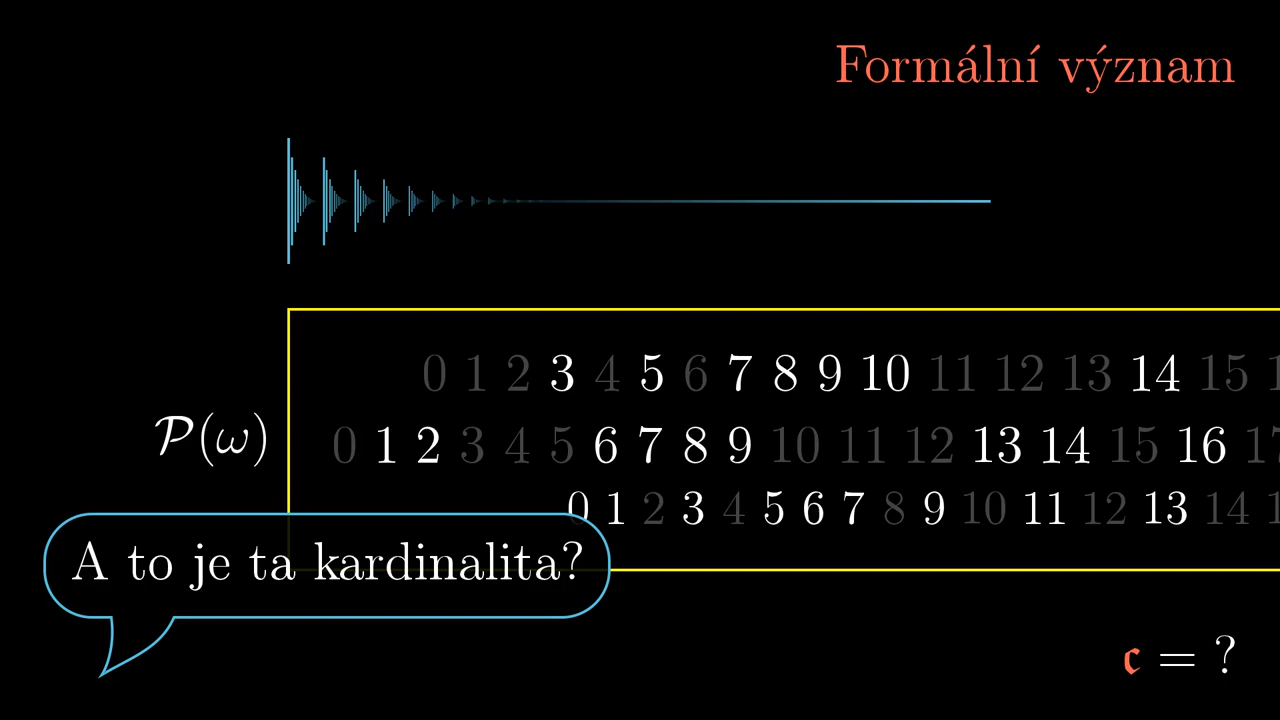 Formální význam
0 1 2 3 4 5 6 7 8 9 10 11 12 13 14 15
𝒫(ω)
0 1 2 3 4 5 6 7 8 9 10 11 12 13 14 15 16 17
0 1 2 3 4 5 6 7 8 9 10 11 12 13 14
A to je ta kardinalita?
𝔠 = ?